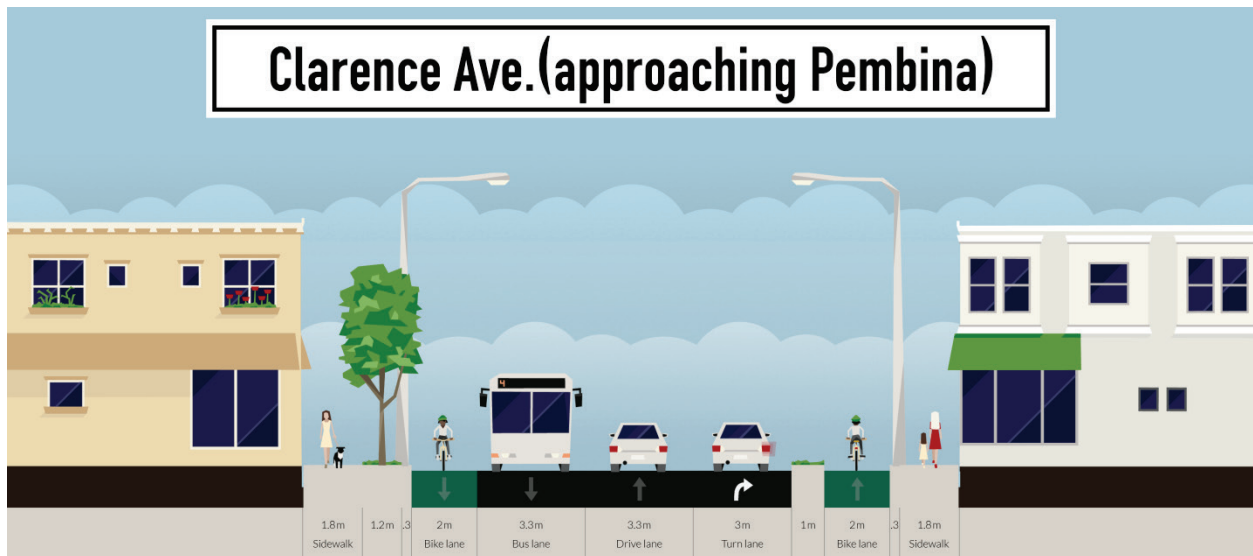 Clarence Ave.(approaching Pembina)
4
1.8m 1.2m .3 2m 3.3m 3.3m 3m 1m 2m .3 1.8m
Sidewalk Bike lane Bus lane Drive lane Turn lane Bike lane Sidewalk